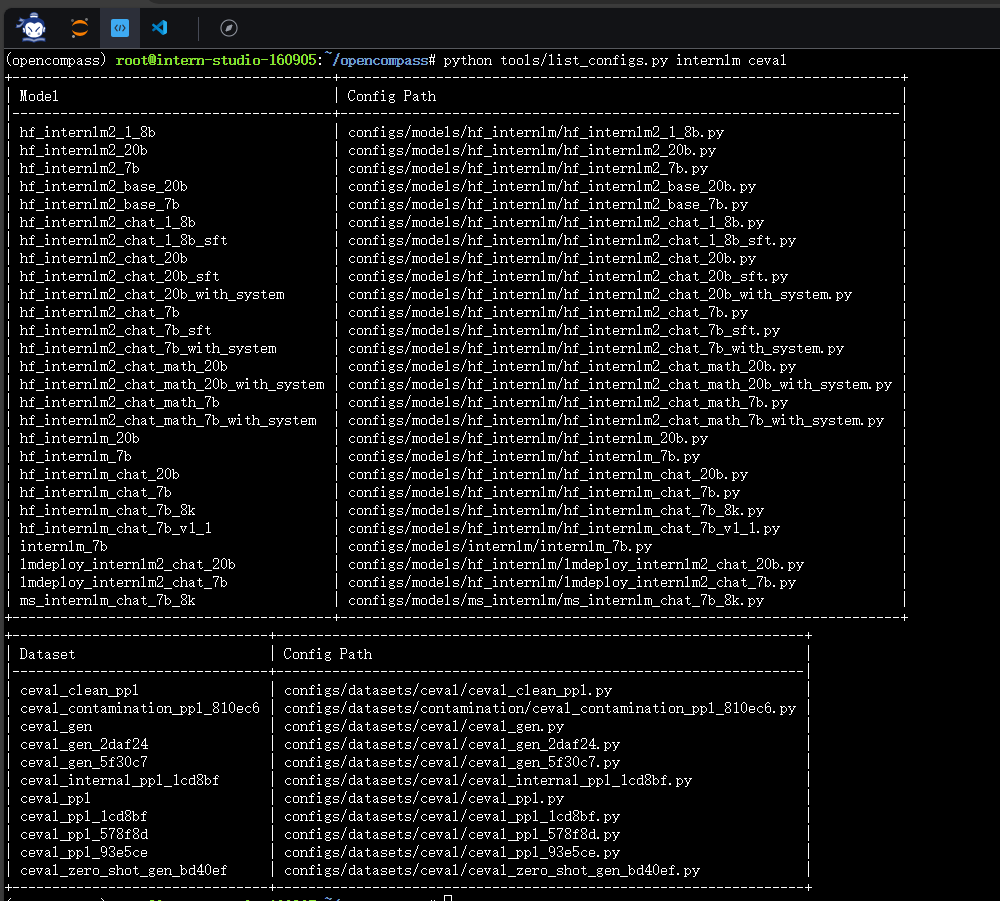 (opencompass) root@intern-studio-160905:~/opencompass# python tools/list_configs.py internlm ceval
Model | Config Path
hf_internlm2_1_8b | configs/models/hf_internlm/hf_internlm2_1_8b.py
hf_internlm2_20b | configs/models/hf_internlm/hf_internlm2_20b.py
hf_internlm2_7b | configs/models/hf_internlm/hf_internlm2_7b.py
hf_internlm2_base_20b | configs/models/hf_internlm/hf_internlm2_base_20b.py
hf_internlm2_base_7b | configs/models/hf_internlm/hf_internlm2_base_7b.py
hf_internlm2_chat_1_8b | configs/models/hf_internlm/hf_internlm2_chat_1_8b.py
hf_internlm2_chat_1_8b_sft | configs/models/hf_internlm/hf_internlm2_chat_1_8b_sft.py
hf_internlm2_chat_20b | configs/models/hf_internlm/hf_internlm2_chat_20b.py
hf_internlm2_chat_20b_sft | configs/models/hf_internlm/hf_internlm2_chat_20b_sft.py
hf_internlm2_chat_20b_with_system | configs/models/hf_internlm/hf_internlm2_chat_20b_with_system.py
hf_internlm2_chat_7b | configs/models/hf_internlm/hf_internlm2_chat_7b.py
hf_internlm2_chat_7b_sft | configs/models/hf_internlm/hf_internlm2_chat_7b_sft.py
hf_internlm2_chat_7b_with_system | configs/models/hf_internlm/hf_internlm2_chat_7b_with_system.py
hf_internlm2_chat_math_20b | configs/models/hf_internlm/hf_internlm2_chat_math_20b.py
hf_internlm2_chat_math_20b_with_system | configs/models/hf_internlm/hf_internlm2_chat_math_20b_with_system.py
hf_internlm2_chat_math_7b | configs/models/hf_internlm/hf_internlm2_chat_math_7b.py
hf_internlm2_chat_math_7b_with_system | configs/models/hf_internlm/hf_internlm2_chat_math_7b_with_system.py
hf_internlm_20b | configs/models/hf_internlm/hf_internlm_20b.py
hf_internlm_7b | configs/models/hf_internlm/hf_internlm_7b.py
hf_internlm_chat_20b | configs/models/hf_internlm/hf_internlm_chat_20b.py
hf_internlm_chat_7b | configs/models/hf_internlm/hf_internlm_chat_7b.py
hf_internlm_chat_7b_8k | configs/models/hf_internlm/hf_internlm_chat_7b_8k.py
hf_internlm_chat_7b_v1_1 | configs/models/hf_internlm/hf_internlm_chat_7b_v1_1.py
internlm_7b | configs/models/internlm/internlm_7b.py
lmdeploy_internlm2_chat_20b | configs/models/hf_internlm/lmdeploy_internlm2_chat_20b.py
lmdeploy_internlm2_chat_7b | configs/models/hf_internlm/lmdeploy_internlm2_chat_7b.py
ms_internlm_chat_7b_8k | configs/models/ms_internlm/ms_internlm_chat_7b_8k.py
Dataset | Config Path
ceval_clean_ppl | configs/datasets/ceval/ceval_clean_ppl.py
ceval_contamination_ppl_810ec6 | configs/datasets/contamination/ceval_contamination_ppl_810ec6.py
ceval_gen | configs/datasets/ceval/ceval_gen.py
ceval_gen_2daf24 | configs/datasets/ceval/ceval_gen_2daf24.py
ceval_gen_5f30c7 | configs/datasets/ceval/ceval_gen_5f30c7.py
ceval_internal_ppl_1cd8bf | configs/datasets/ceval/ceval_internal_ppl_1cd8bf.py
ceval_ppl | configs/datasets/ceval/ceval_ppl.py
ceval_ppl_1cd8bf | configs/datasets/ceval/ceval_ppl_1cd8bf.py
ceval_ppl_578f8d | configs/datasets/ceval/ceval_ppl_578f8d.py
ceval_ppl_93e5ce | configs/datasets/ceval/ceval_ppl_93e5ce.py
ceval_zero_shot_gen_bd40ef | configs/datasets/ceval/ceval_zero_shot_gen_bd40ef.py